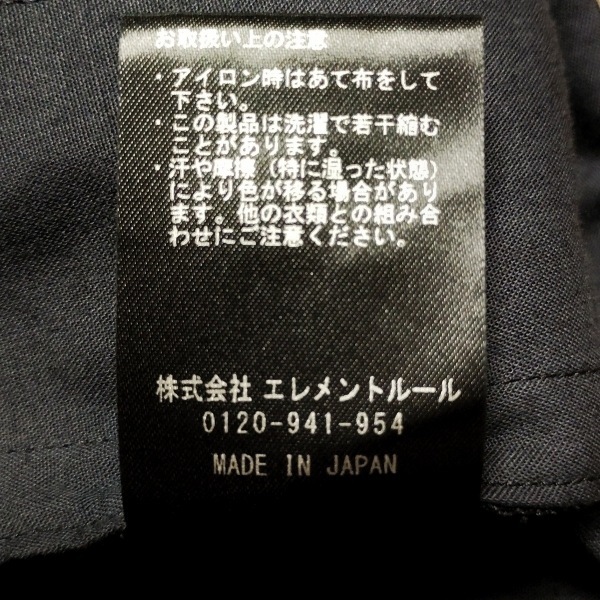 お取扱い上の注意
・アイロン時はあて布をして
下さい。
・この製品は洗濯で若干縮む
ことがあります。
・汗や摩擦（特に湿った状態）
により色が移る場合があり
ます。他の衣類との組み合
わせにご注意ください。
株式会社 エレメントルール
0120-941-954
MADE IN JAPAN